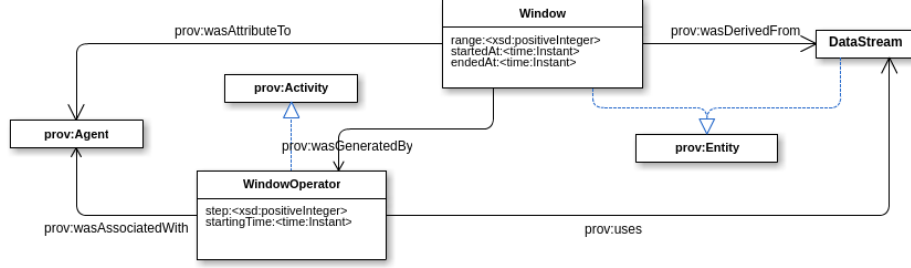 Window
prov:wasAttributeTo
range:<xsd:positiveInteger>
startedAt:<time:Instant>
endedAt:<time:Instant>
prov:wasDerivedFrom
DataStream
prov:Activity
prov:Agent
prov:wasGeneratedBy
prov:Entity
WindowOperator
step:<xsd:positiveInteger>
startingTime:<time:Instant>
prov:wasAssociatedWith
prov:uses